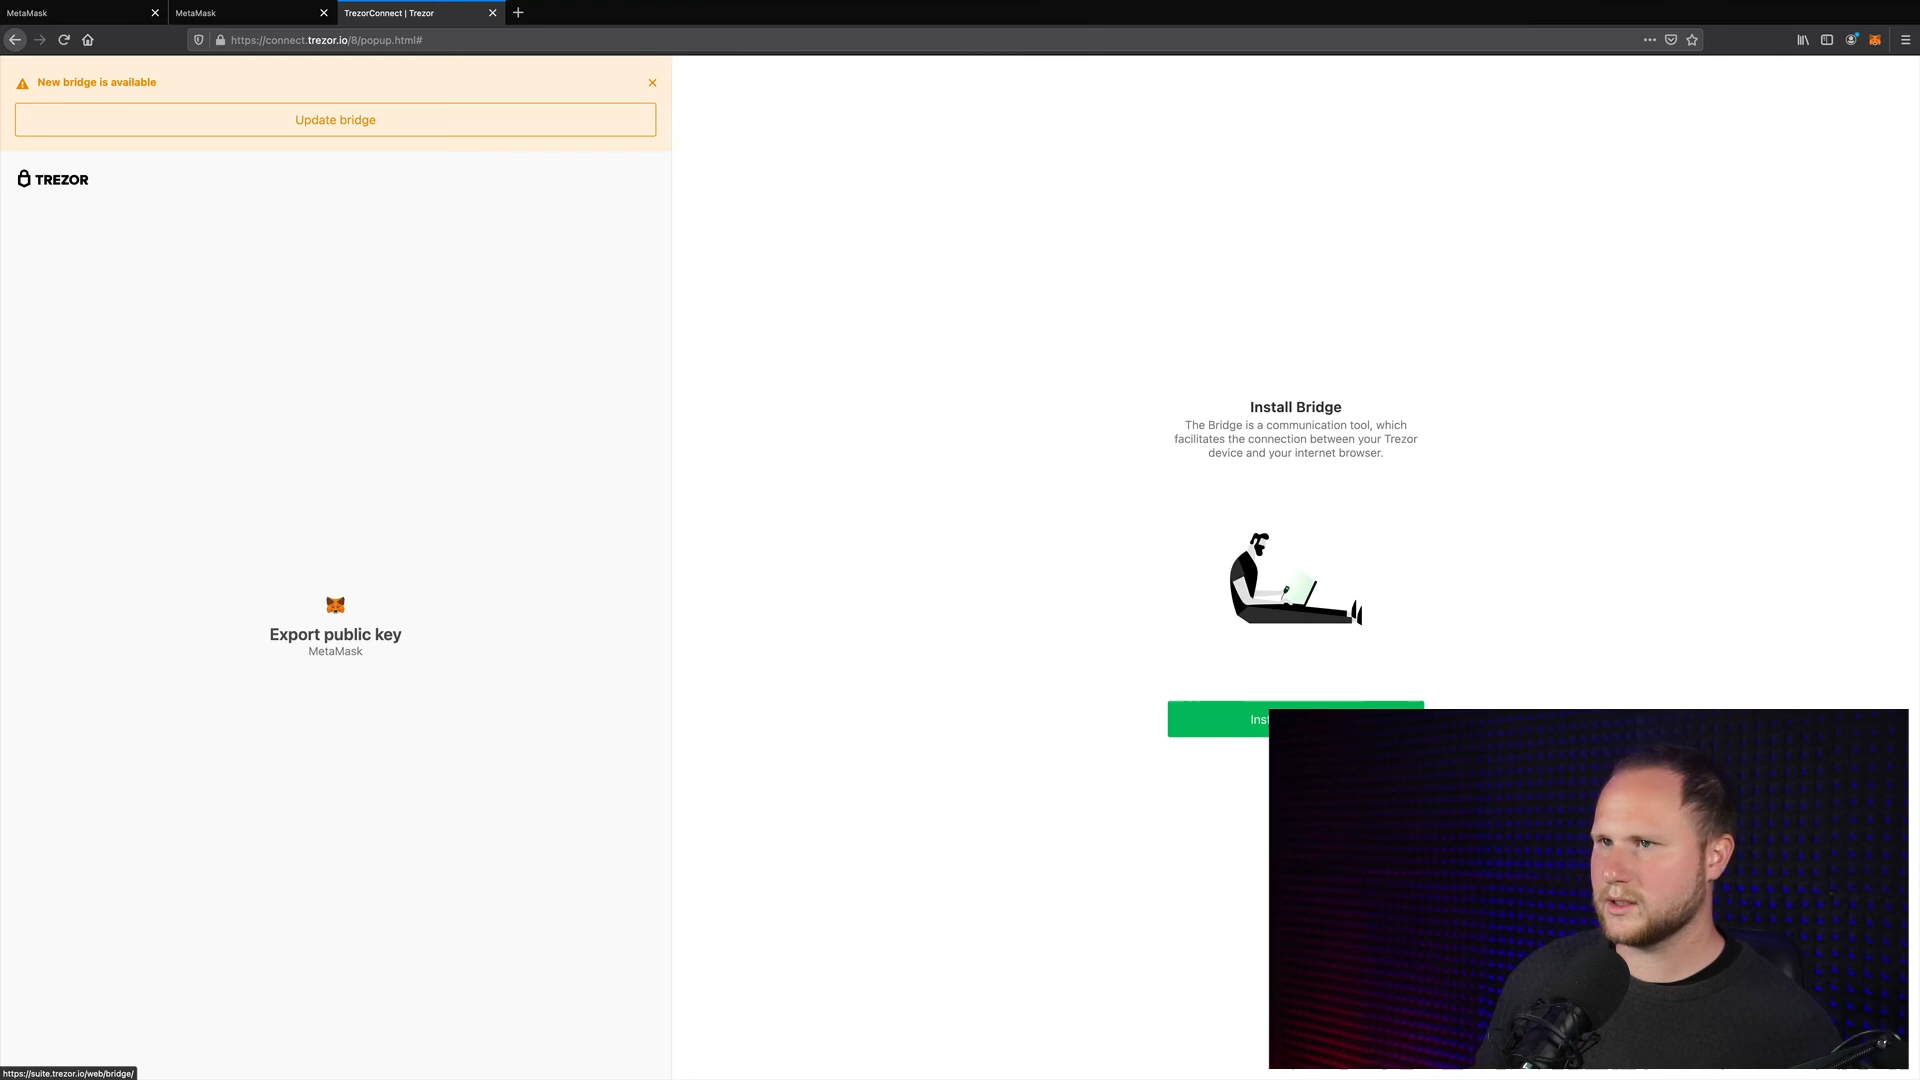 MetaMask
MetaMask
TrezorConnect | Trezor
https://connect.trezor.io/8/popup.html#
New bridge is available
Update bridge
TREZOR
Install Bridge
The Bridge is a communication tool, which
facilitates the connection between your Trezor
device and your internet browser.
Export public key
MetaMask
https://suite.trezor.io/web/bridge/